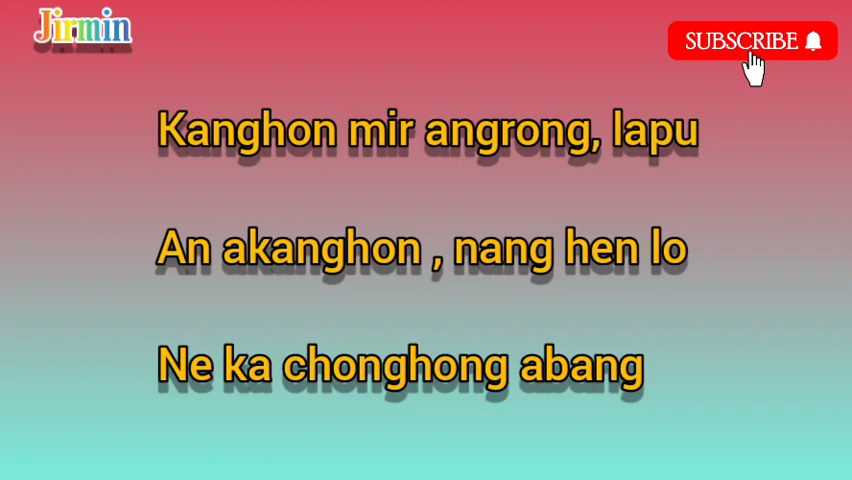 Jirmin
SUBSCRIBE
Kanghon mir angrong, lapu
An akanghon , nang hen lo
Ne ka chonghong abang